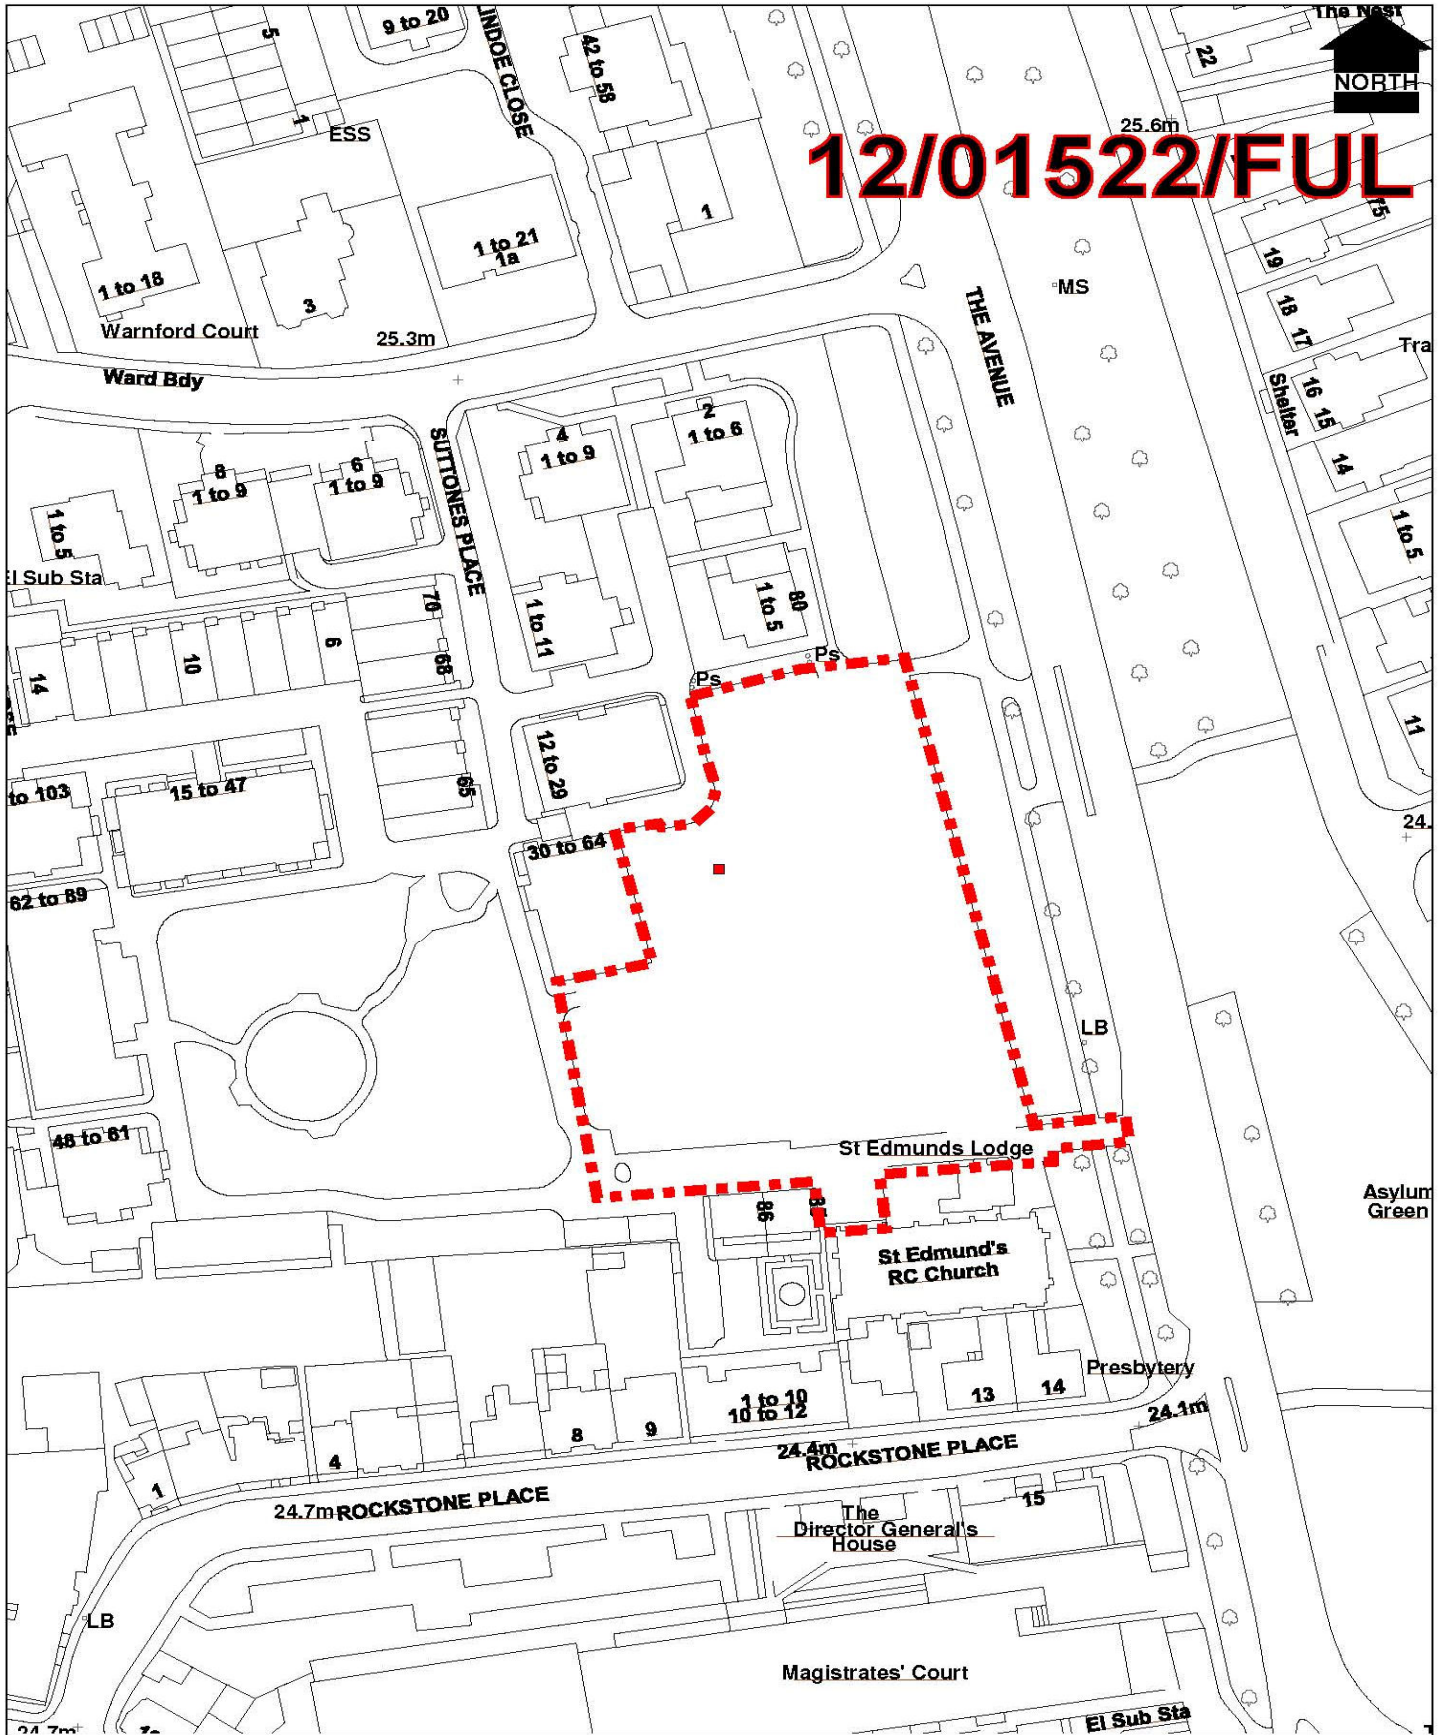 9 to 20
LINDOE CLOSE
42 to 58
The Nest
22
NORTH
5
1
ESS
25.6m
12/01522/FUL
1 to 18
3
1 to 21
1a
1
75
19
MS
18
17
Warnford Court
25.3m
THE AVENUE
Tra
Ward Bdy
Shelter
16
15
14
SUTTONES PLACE
4
1 to 9
2
1 to 6
8
1 to 9
6
1 to 9
1 to 5
El Sub Sta
1 to 5
70
68
1 to 11
1 to 5
80
6
10
14
Ps
Ps
11
12 to 29
65
to 103
15 to 47
24.
30 to 64
62 to 89
LB
48 to 61
St Edmunds Lodge
86
85
Asylum
Green
St Edmund's
RC Church
Presbytery
13
14
1 to 10
10 to 12
24.1m
8
9
4
1
24.4m
ROCKSTONE PLACE
24.7m
ROCKSTONE PLACE
15
The
Director General's
House
LB
Magistrates' Court
El Sub Sta
24.7m